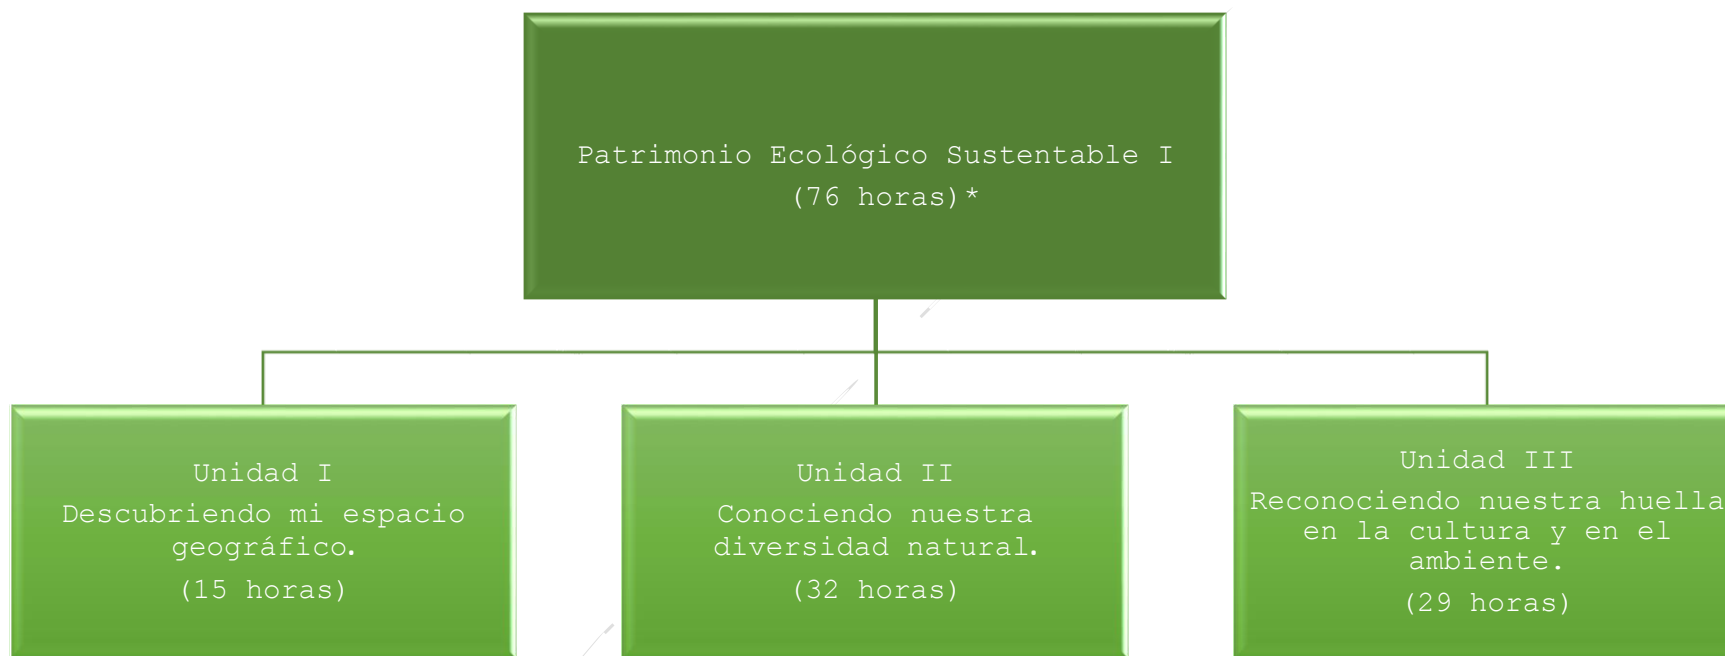 Patrimonio Ecológico Sustentable I
(76 horas)*
Unidad I
Descubriendo mi espacio
geográfico.
(15 horas)
Unidad II
Conociendo nuestra
diversidad natural.
(32 horas)
Unidad III
Reconociendo nuestra huella
en la cultura y en el
ambiente.
(29 horas)